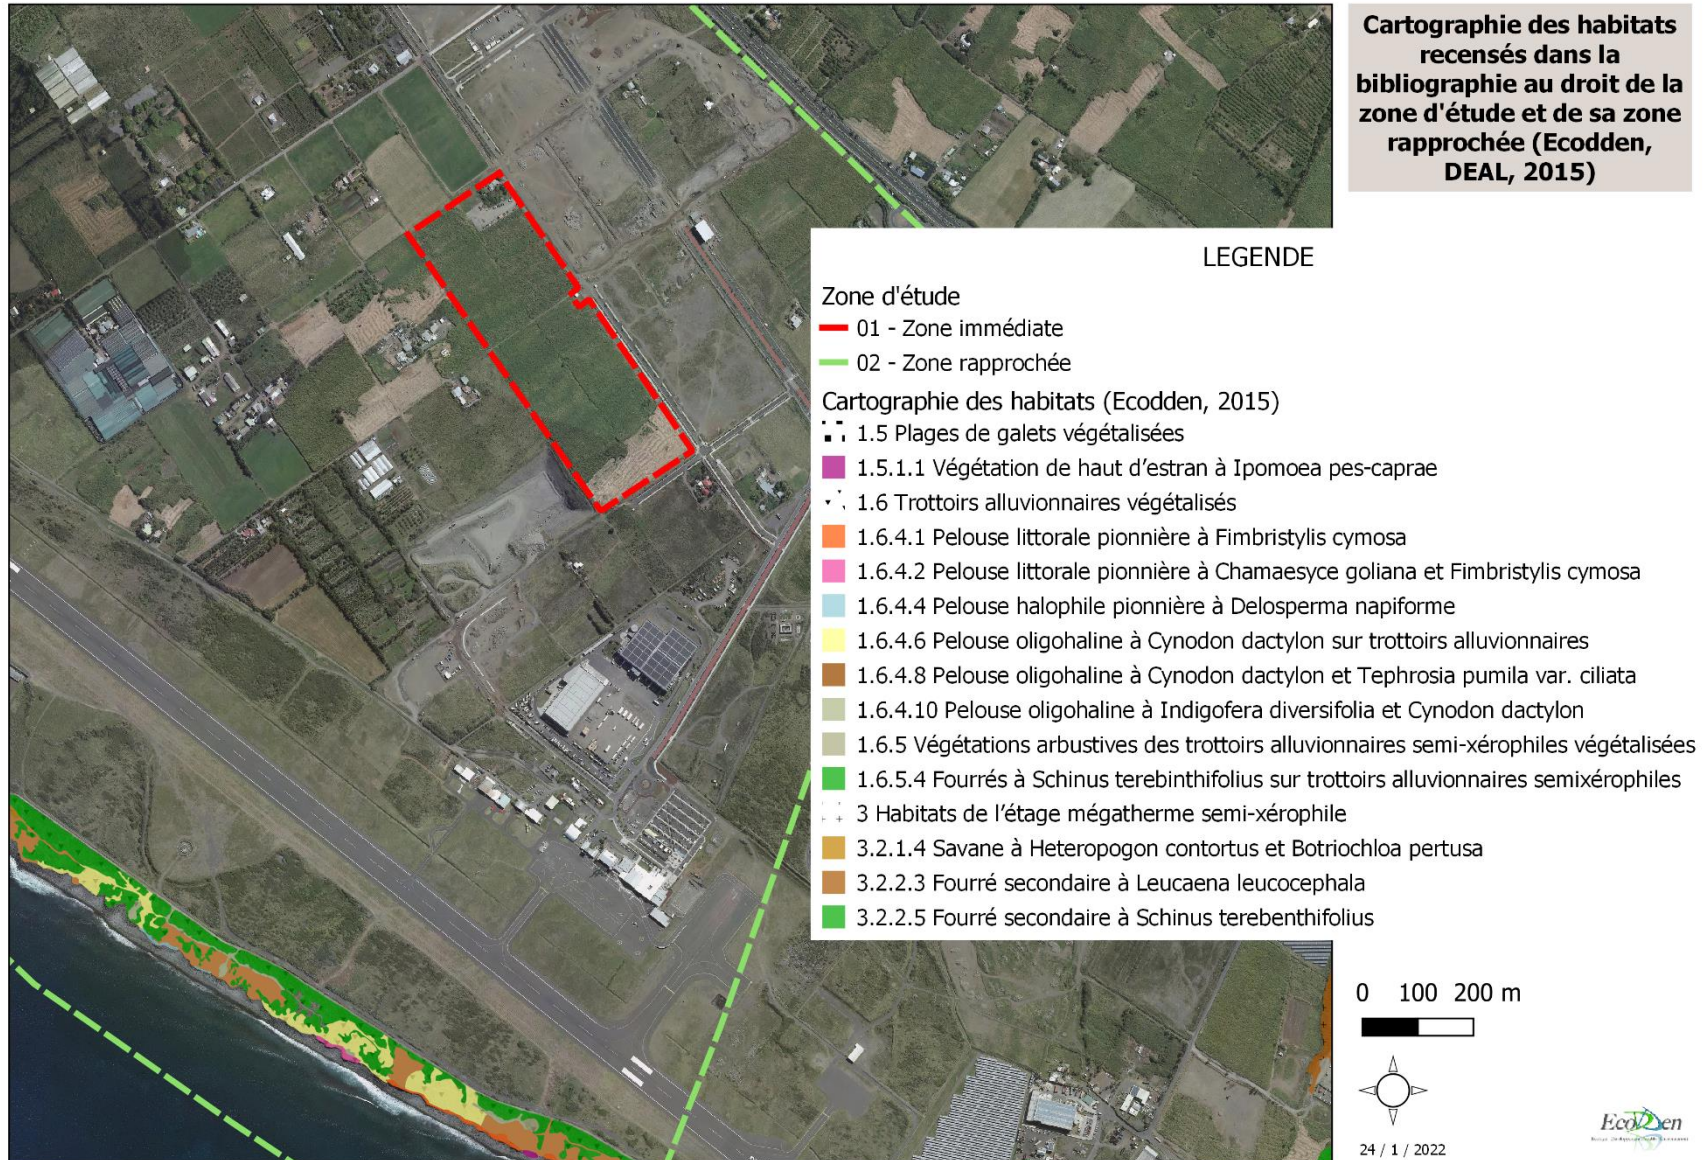 Cartographie des habitats
recensés dans la
bibliographie au droit de la
zone d'étude et de sa zone
rapprochée (Ecodden,
DEAL, 2015)
LEGENDE
Zone d'étude
01 - Zone immédiate
02 - Zone rapprochée
Cartographie des habitats (Ecodden, 2015)
1.5 Plages de galets végétalisées
1.5.1.1 Végétation de haut d'estran à Ipomoea pes-caprae
1.6 Trottoirs alluvionnaires végétalisés
1.6.4.1 Pelouse littorale pionnière à Fimbristylis cymosa
1.6.4.2 Pelouse littorale pionnière à Chamaesyce goliana et Fimbristylis cymosa
1.6.4.4 Pelouse halophile pionnière à Delosperma napiforme
1.6.4.6 Pelouse oligohaline à Cynodon dactylon sur trottoirs alluvionnaires
1.6.4.8 Pelouse oligohaline à Cynodon dactylon et Tephrosia pumila var. ciliata
1.6.4.10 Pelouse oligohaline à Indigofera diversifolia et Cynodon dactylon
1.6.5 Végétations arbustives des trottoirs alluvionnaires semi-xérophiles végétalisées
1.6.5.4 Fourrés à Schinus terebinthifolius sur trottoirs alluvionnaires semixérophiles
3 Habitats de l'étage mégatherme semi-xérophile
3.2.1.4 Savane à Heteropogon contortus et Botriochloa pertusa
3.2.2.3 Fourré secondaire à Leucaena leucocephala
3.2.2.5 Fourré secondaire à Schinus terebenthifolius
0 100 200 m
24 / 1 / 2022
EcoDDen